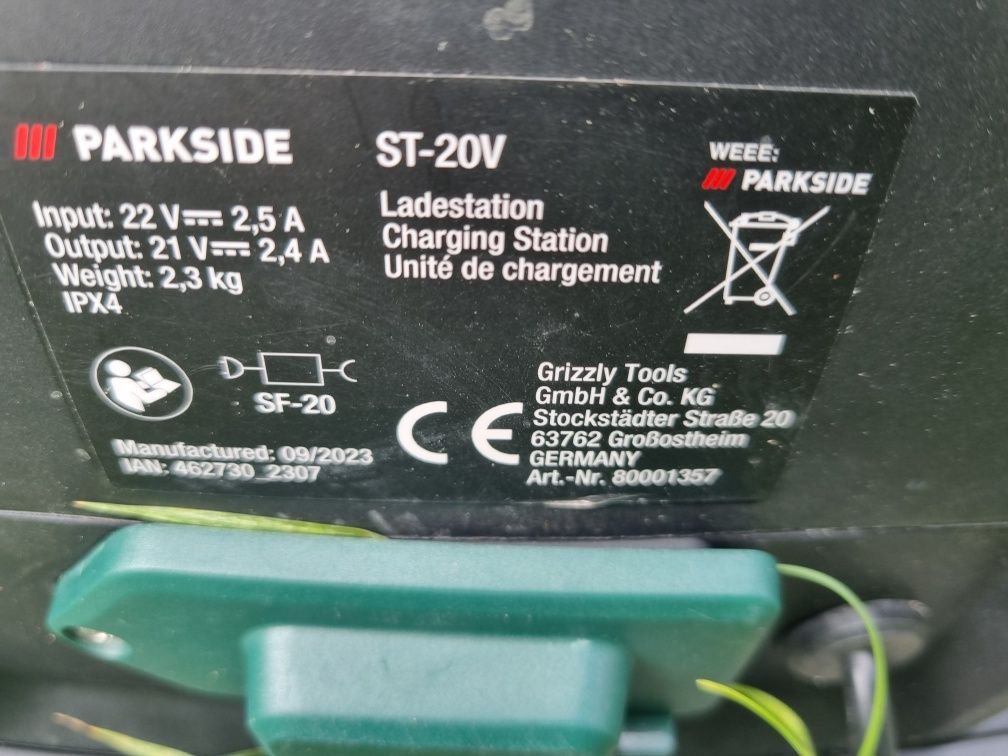 PARKSIDE
ST-20V
WEEE:
PARKSIDE
Input: 22 V⎓ 2,5 A
Output: 21 V⎓ 2,4 A
Weight: 2,3 kg
IPX4
Ladestation
Charging Station
Unité de chargement
SF-20
CE
Manufactured: 09/2023
IAN: 462730_2307
Grizzly Tools
GmbH & Co. KG
Stockstädter Straße 20
63762 Großostheim
GERMANY
Art.-Nr. 80001357